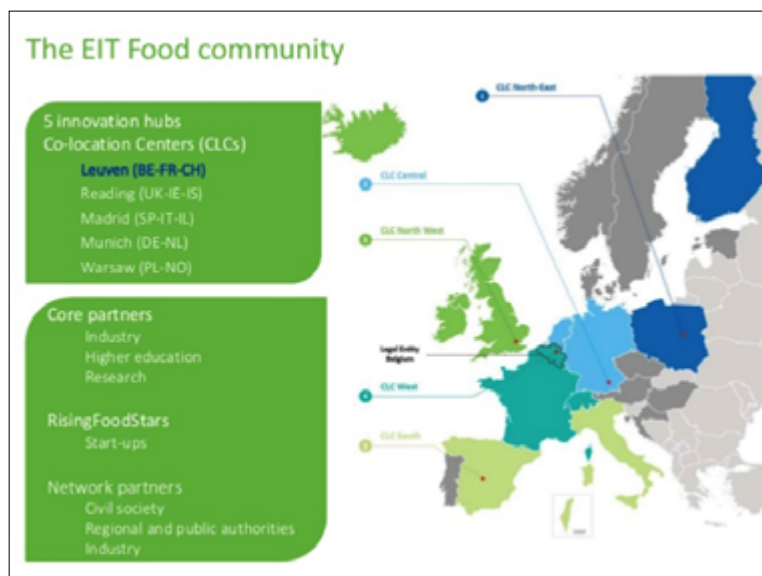 The EIT Food community
5 innovation hubs
Co-location Centers (CLCs)
Leuven (BE-FR-CH)
Reading (UK-IE-IS)
Madrid (SP-IT-IL)
Munich (DE-NL)
Warsaw (PL-NO)
Core partners
Industry
Higher education
Research
RisingFoodStars
Start-ups
Network partners
Civil society
Regional and public authorities
Industry
CLC North-East
CLC Central
CLC North West
Legal Entity
Belgium
CLC West
CLC South